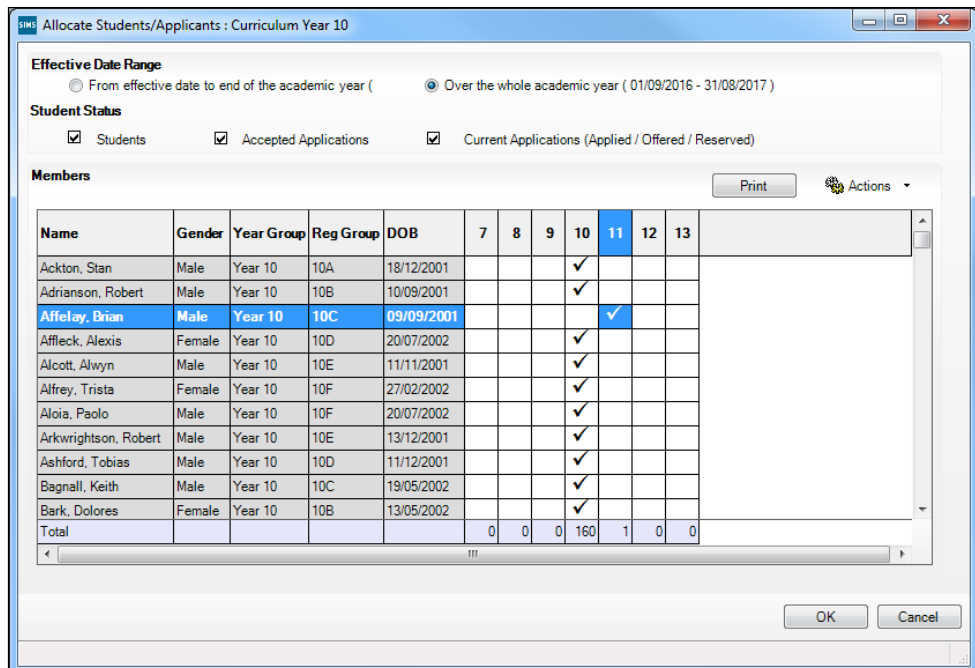 SIMS Allocate Students/Applicants : Curriculum Year 10
Effective Date Range
From effective date to end of the academic year ( Over the whole academic year ( 01/09/2016 - 31/08/2017 )
Student Status
Students Accepted Applications Current Applications (Applied / Offered / Reserved)
Members
Print Actions
Name Gender Year Group Reg Group DOB 7 8 9 10 11 12 13
Ackton, Stan Male Year 10 10A 18/12/2001 ✓
Adrianson, Robert Male Year 10 10B 10/09/2001 ✓
Affelay, Brian Male Year 10 10C 09/09/2001 ✓
Affleck, Alexis Female Year 10 10D 20/07/2002 ✓
Alcott, Alwyn Male Year 10 10E 11/11/2001 ✓
Alfrey, Trista Female Year 10 10F 27/02/2002 ✓
Aloia, Paolo Male Year 10 10F 20/07/2002 ✓
Arkwrightson, Robert Male Year 10 10E 13/12/2001 ✓
Ashford, Tobias Male Year 10 10D 11/12/2001 ✓
Bagnall, Keith Male Year 10 10C 19/05/2002 ✓
Bark, Dolores Female Year 10 10B 13/05/2002 ✓
Total 0 0 0 160 1 0 0
OK Cancel